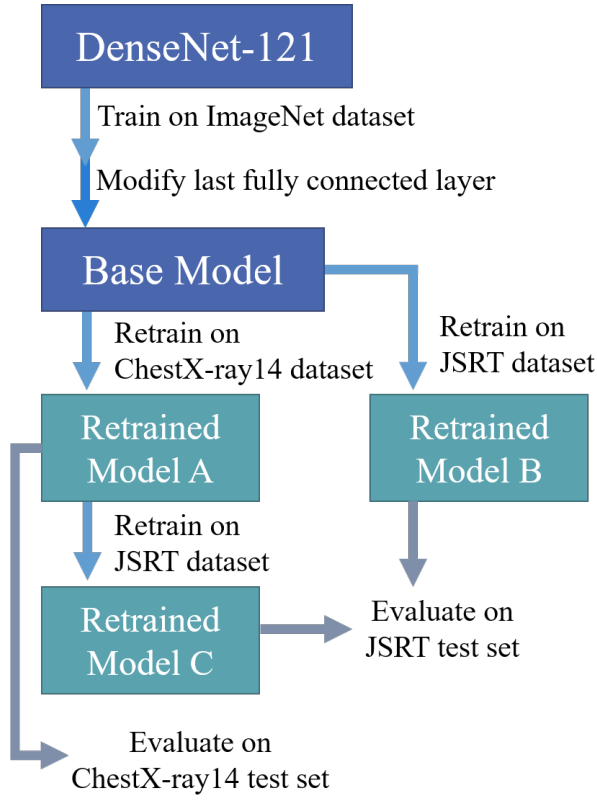 DenseNet-121
Train on ImageNet dataset
Modify last fully connected layer
Base Model
Retrain on
ChestX-ray14 dataset
Retrain on
JSRT dataset
Retrained
Model A
Retrained
Model B
Retrain on
JSRT dataset
Retrained
Model C
Evaluate on
JSRT test set
Evaluate on
ChestX-ray14 test set